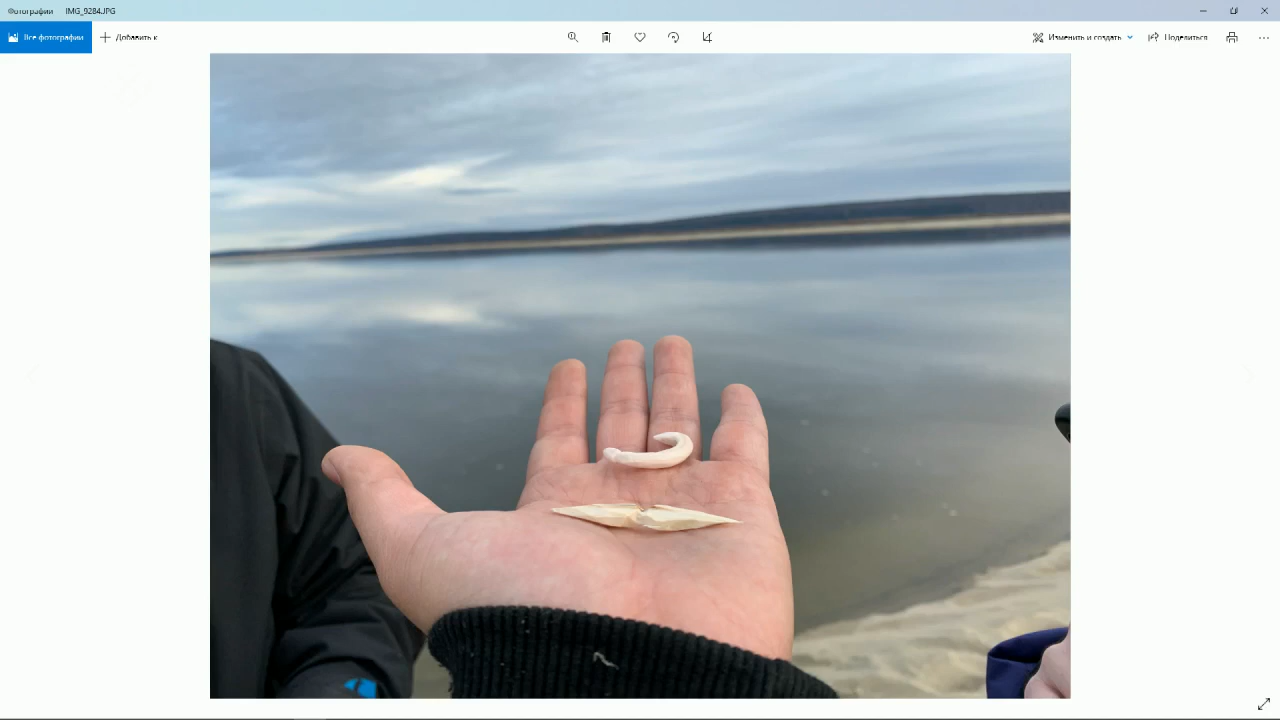 Фотографии IMG_9284.JPG
Все фотографии
Добавить к
Изменить и создать
Поделиться